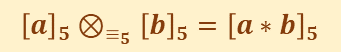 [a]₅ ⊗≡₅ [b]₅ = [a ∗ b]₅